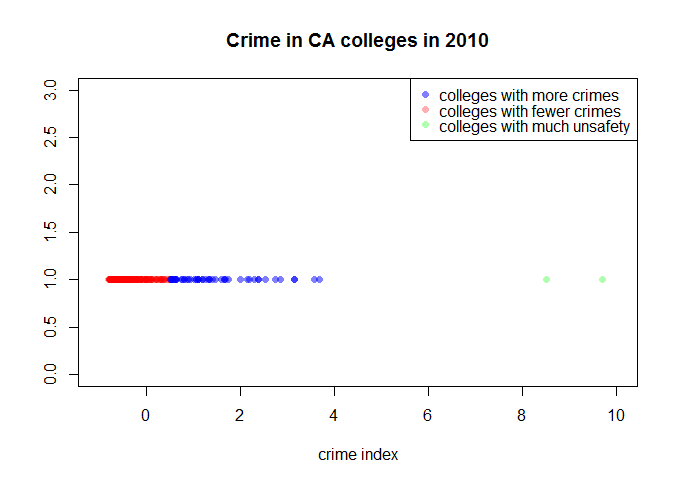 Crime in CA colleges in 2010
colleges with more crimes
colleges with fewer crimes
colleges with much unsafety
3.0
2.5
2.0
1.5
1.0
0.5
0.0
0 2 4 6 8 10
crime index